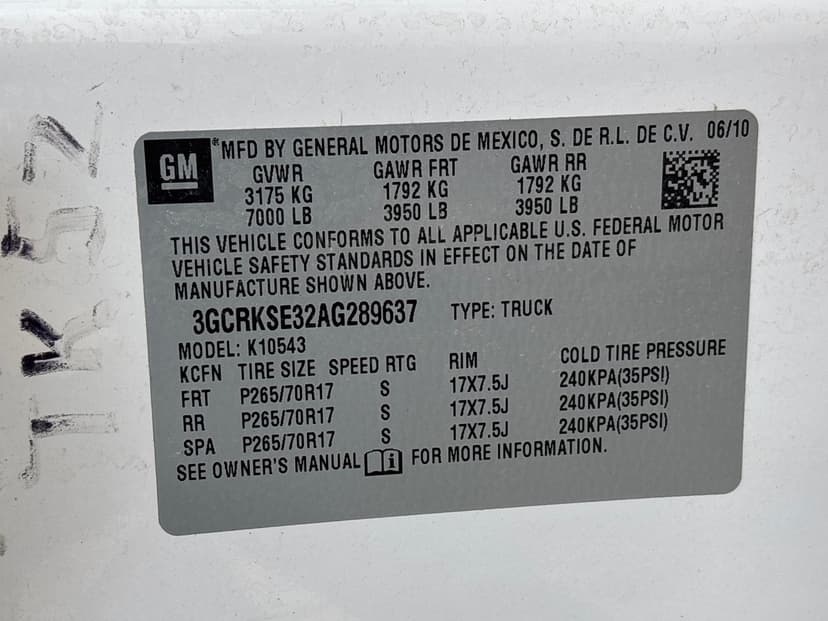 GM
*MFD BY GENERAL MOTORS DE MEXICO, S. DE R.L. DE C.V. 06/10
GVWR GAWR FRT GAWR RR
3175 KG 1792 KG 1792 KG
7000 LB 3950 LB 3950 LB
THIS VEHICLE CONFORMS TO ALL APPLICABLE U.S. FEDERAL MOTOR
VEHICLE SAFETY STANDARDS IN EFFECT ON THE DATE OF
MANUFACTURE SHOWN ABOVE.
3GCRKSE32AG289637 TYPE: TRUCK
MODEL: K10543
KCFN TIRE SIZE SPEED RTG RIM COLD TIRE PRESSURE
FRT P265/70R17 S 17X7.5J 240KPA(35PSI)
RR P265/70R17 S 17X7.5J 240KPA(35PSI)
SPA P265/70R17 S 17X7.5J 240KPA(35PSI)
SEE OWNER'S MANUAL i FOR MORE INFORMATION.